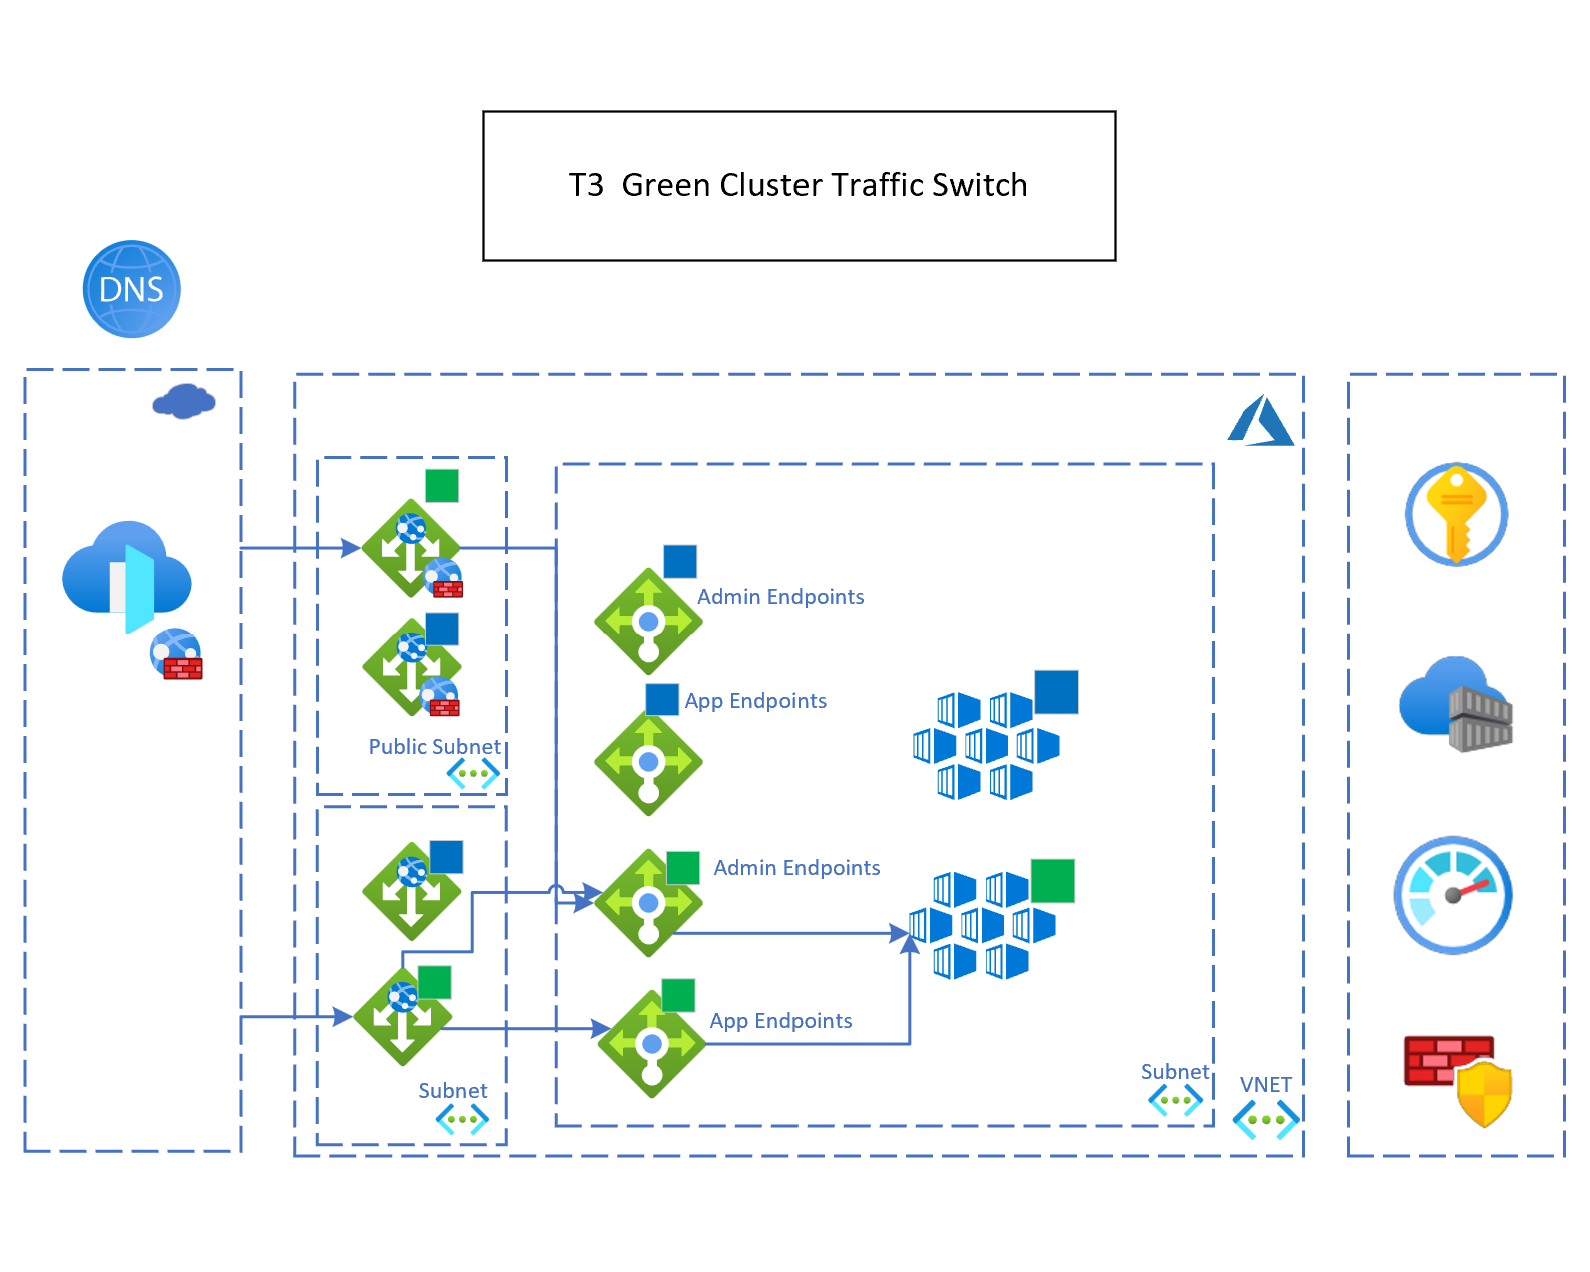 T3  Green Cluster Traffic Switch
DNS
Admin Endpoints
App Endpoints
Public Subnet
Admin Endpoints
App Endpoints
Subnet
Subnet
VNET